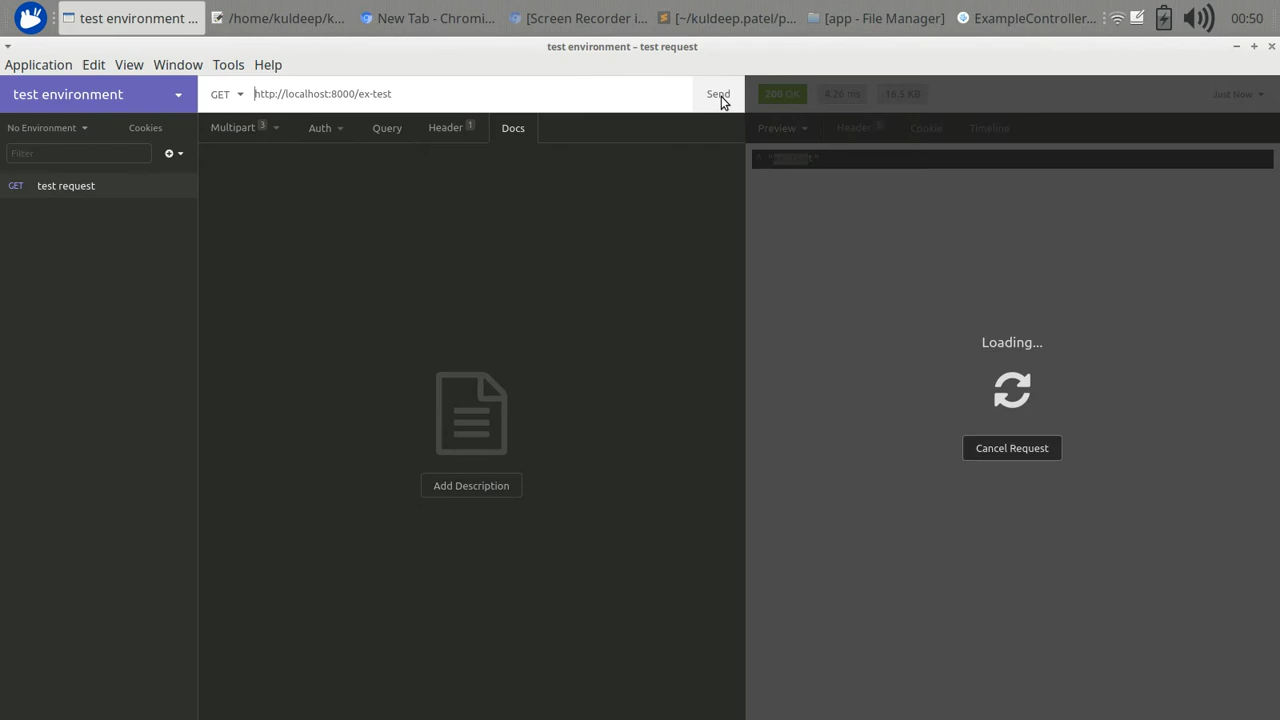 test environment ...
/home/kuldeep/k...
New Tab - Chromi...
[Screen Recorder i...
[~/kuldeep.patel/p...
[app - File Manager]
ExampleController...
00:50
test environment – test request
Application Edit View Window Tools Help
test environment
GET http://localhost:8000/ex-test Send
200 OK 4.26 ms 16.5 KB Just Now
No Environment Cookies
Multipart 3 Auth Query Header 1 Docs
Preview Header Cookie Timeline
Filter
GET test request
Loading...
Cancel Request
Add Description